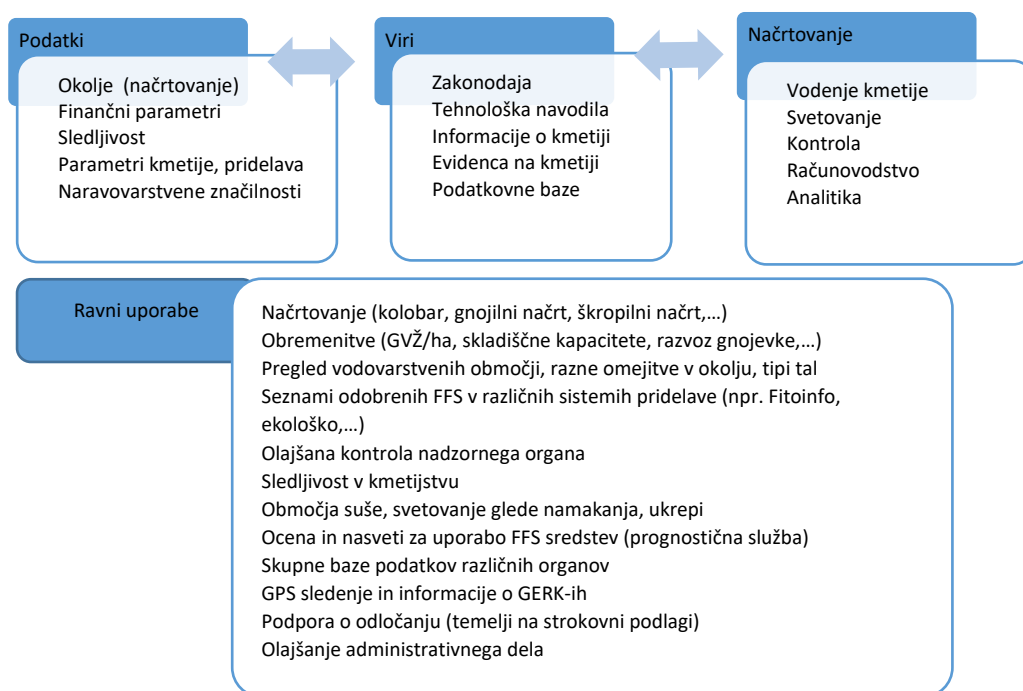 Podatki
Okolje  (načrtovanje)
Finančni parametri
Sledljivost
Parametri kmetije, pridelava
Naravovarstvene značilnosti
Viri
Zakonodaja
Tehnološka navodila
Informacije o kmetiji
Evidenca na kmetiji
Podatkovne baze
Načrtovanje
Vodenje kmetije
Svetovanje
Kontrola
Računovodstvo
Analitika
Ravni uporabe
Načrtovanje (kolobar, gnojilni načrt, škropilni načrt,…)
Obremenitve (GVŽ/ha, skladiščne kapacitete, razvoz gnojevke,…)
Pregled vodovarstvenih območji, razne omejitve v okolju, tipi tal
Seznami odobrenih FFS v različnih sistemih pridelave (npr. Fitoinfo,
ekološko,…)
Olajšana kontrola nadzornega organa
Sledljivost v kmetijstvu
Območja suše, svetovanje glede namakanja, ukrepi
Ocena in nasveti za uporabo FFS sredstev (prognostična služba)
Skupne baze podatkov različnih organov
GPS sledenje in informacije o GERK-ih
Podpora o odločanju (temelji na strokovni podlagi)
Olajšanje administrativnega dela